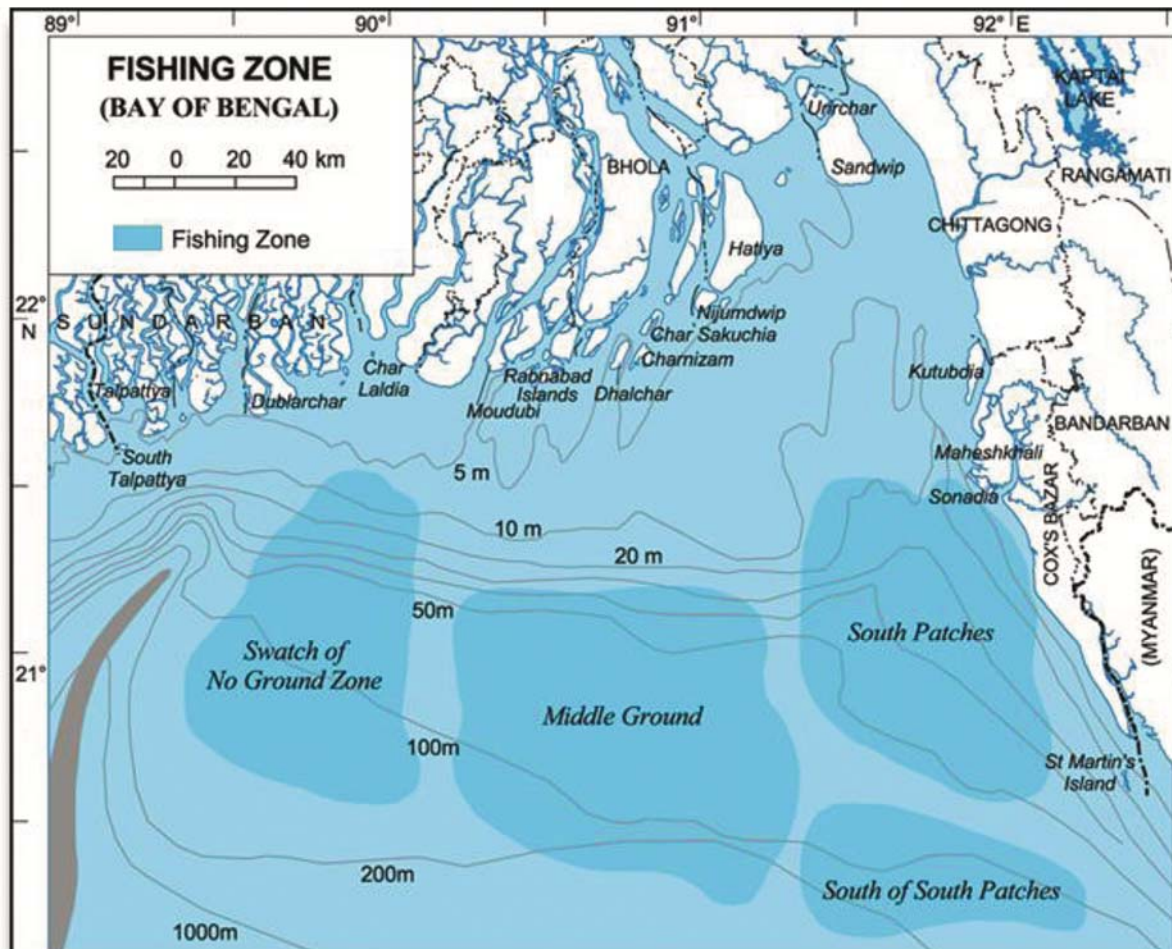 89°
90°
91°
92° E
FISHING ZONE
(BAY OF BENGAL)
20 0 20 40 km
Fishing Zone
KAPTAI
LAKE
Urirchar
BHOLA
Sandwip
RANGAMATI
CHITTAGONG
Hatiya
22°
N
SUNDARBAN
Nijumdwip
Char Sakuchia
Charnizam
Char
Laldia
Rabnabad
Islands
Dhalchar
Kutubdia
Talpattya
Dublarchar
Moudubi
BANDARBAN
South
Talpattya
5 m
Maheshkhali
Sonadia
10 m
20 m
COX'S BAZAR
(MYANMAR)
50m
South Patches
21°
Swatch of
No Ground Zone
Middle Ground
100m
St Martin's
Island
200m
South of South Patches
1000m